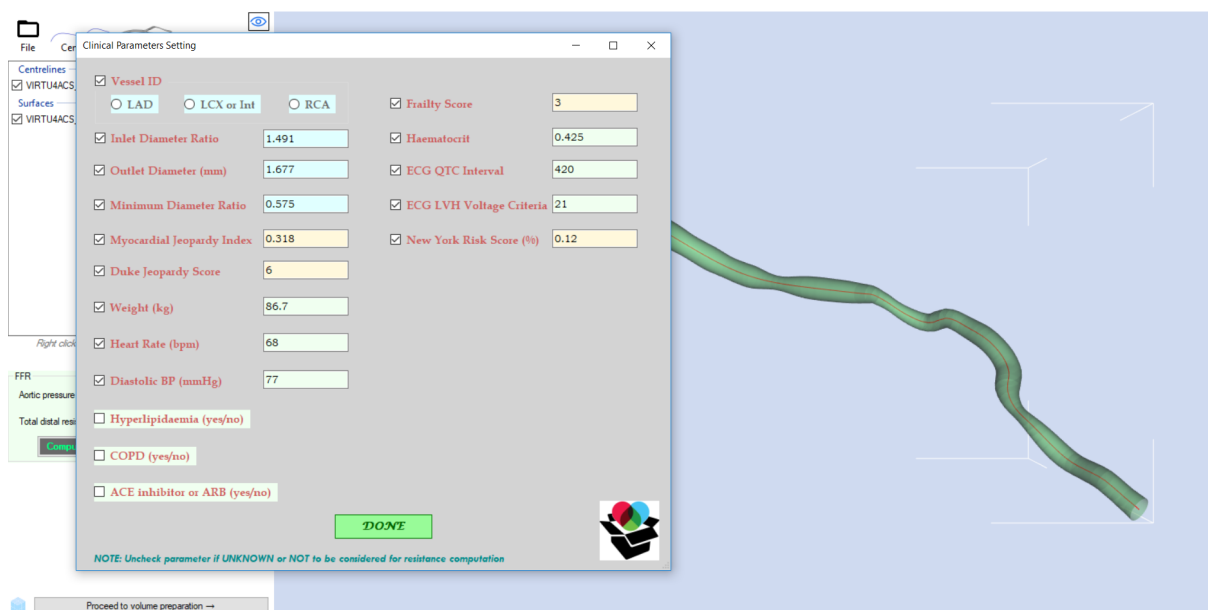 File
Cer
Centrelines
VIRTU4ACS_
Surfaces
VIRTU4ACS_
Right click
FFR
Aortic pressure
Total distal resi
Compu
Proceed to volume preparation →
Clinical Parameters Setting
Vessel ID
LAD LCX or Int RCA
Inlet Diameter Ratio 1.491
Outlet Diameter (mm) 1.677
Minimum Diameter Ratio 0.575
Myocardial Jeopardy Index 0.318
Duke Jeopardy Score 6
Weight (kg) 86.7
Heart Rate (bpm) 68
Diastolic BP (mmHg) 77
Hyperlipidaemia (yes/no)
COPD (yes/no)
ACE inhibitor or ARB (yes/no)
Frailty Score 3
Haematocrit 0.425
ECG QTC Interval 420
ECG LVH Voltage Criteria 21
New York Risk Score (%) 0.12
DONE
NOTE: Uncheck parameter if UNKNOWN or NOT to be considered for resistance computation